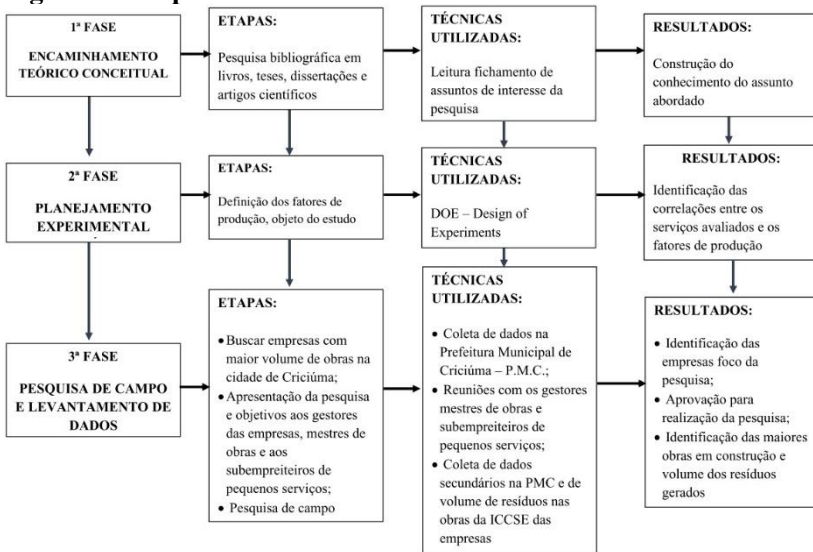 1ª FASE
ENCAMINHAMENTO
TEÓRICO CONCEITUAL
ETAPAS:
Pesquisa bibliográfica em
livros, teses, dissertações e
artigos científicos
TÉCNICAS
UTILIZADAS:
Leitura fichamento de
assuntos de interesse da
pesquisa
RESULTADOS:
Construção do
conhecimento do assunto
abordado
2ª FASE
PLANEJAMENTO
EXPERIMENTAL
ETAPAS:
Definição dos fatores de
produção, objeto do estudo
TÉCNICAS
UTILIZADAS:
DOE – Design of
Experiments
RESULTADOS:
Identificação das
correlações entre os
serviços avaliados e os
fatores de produção
3ª FASE
PESQUISA DE CAMPO
E LEVANTAMENTO DE
DADOS
ETAPAS:
• Buscar empresas com
maior volume de obras na
cidade de Criciúma;
• Apresentação da pesquisa
e objetivos aos gestores
das empresas, mestres de
obras e aos
subempreiteiros de
pequenos serviços;
• Pesquisa de campo
TÉCNICAS
UTILIZADAS:
• Coleta de dados na
Prefeitura Municipal de
Criciúma – P.M.C.;
• Reuniões com os gestores
mestres de obras e
subempreiteiros de
pequenos serviços;
• Coleta de dados
secundários na PMC e de
volume de resíduos nas
obras da ICCSE das
empresas
RESULTADOS:
• Identificação das
empresas foco da
pesquisa;
• Aprovação para
realização da pesquisa;
• Identificação das maiores
obras em construção e
volume dos resíduos
gerados